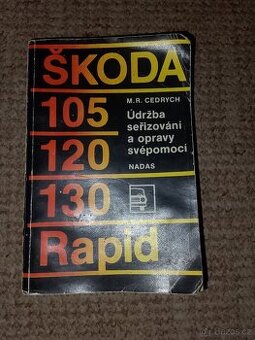 ŠKODA
M.R. CEDRYCH
105
Údržba
seřizování
a opravy
svépomocí
120
NADAS
130
Rapid